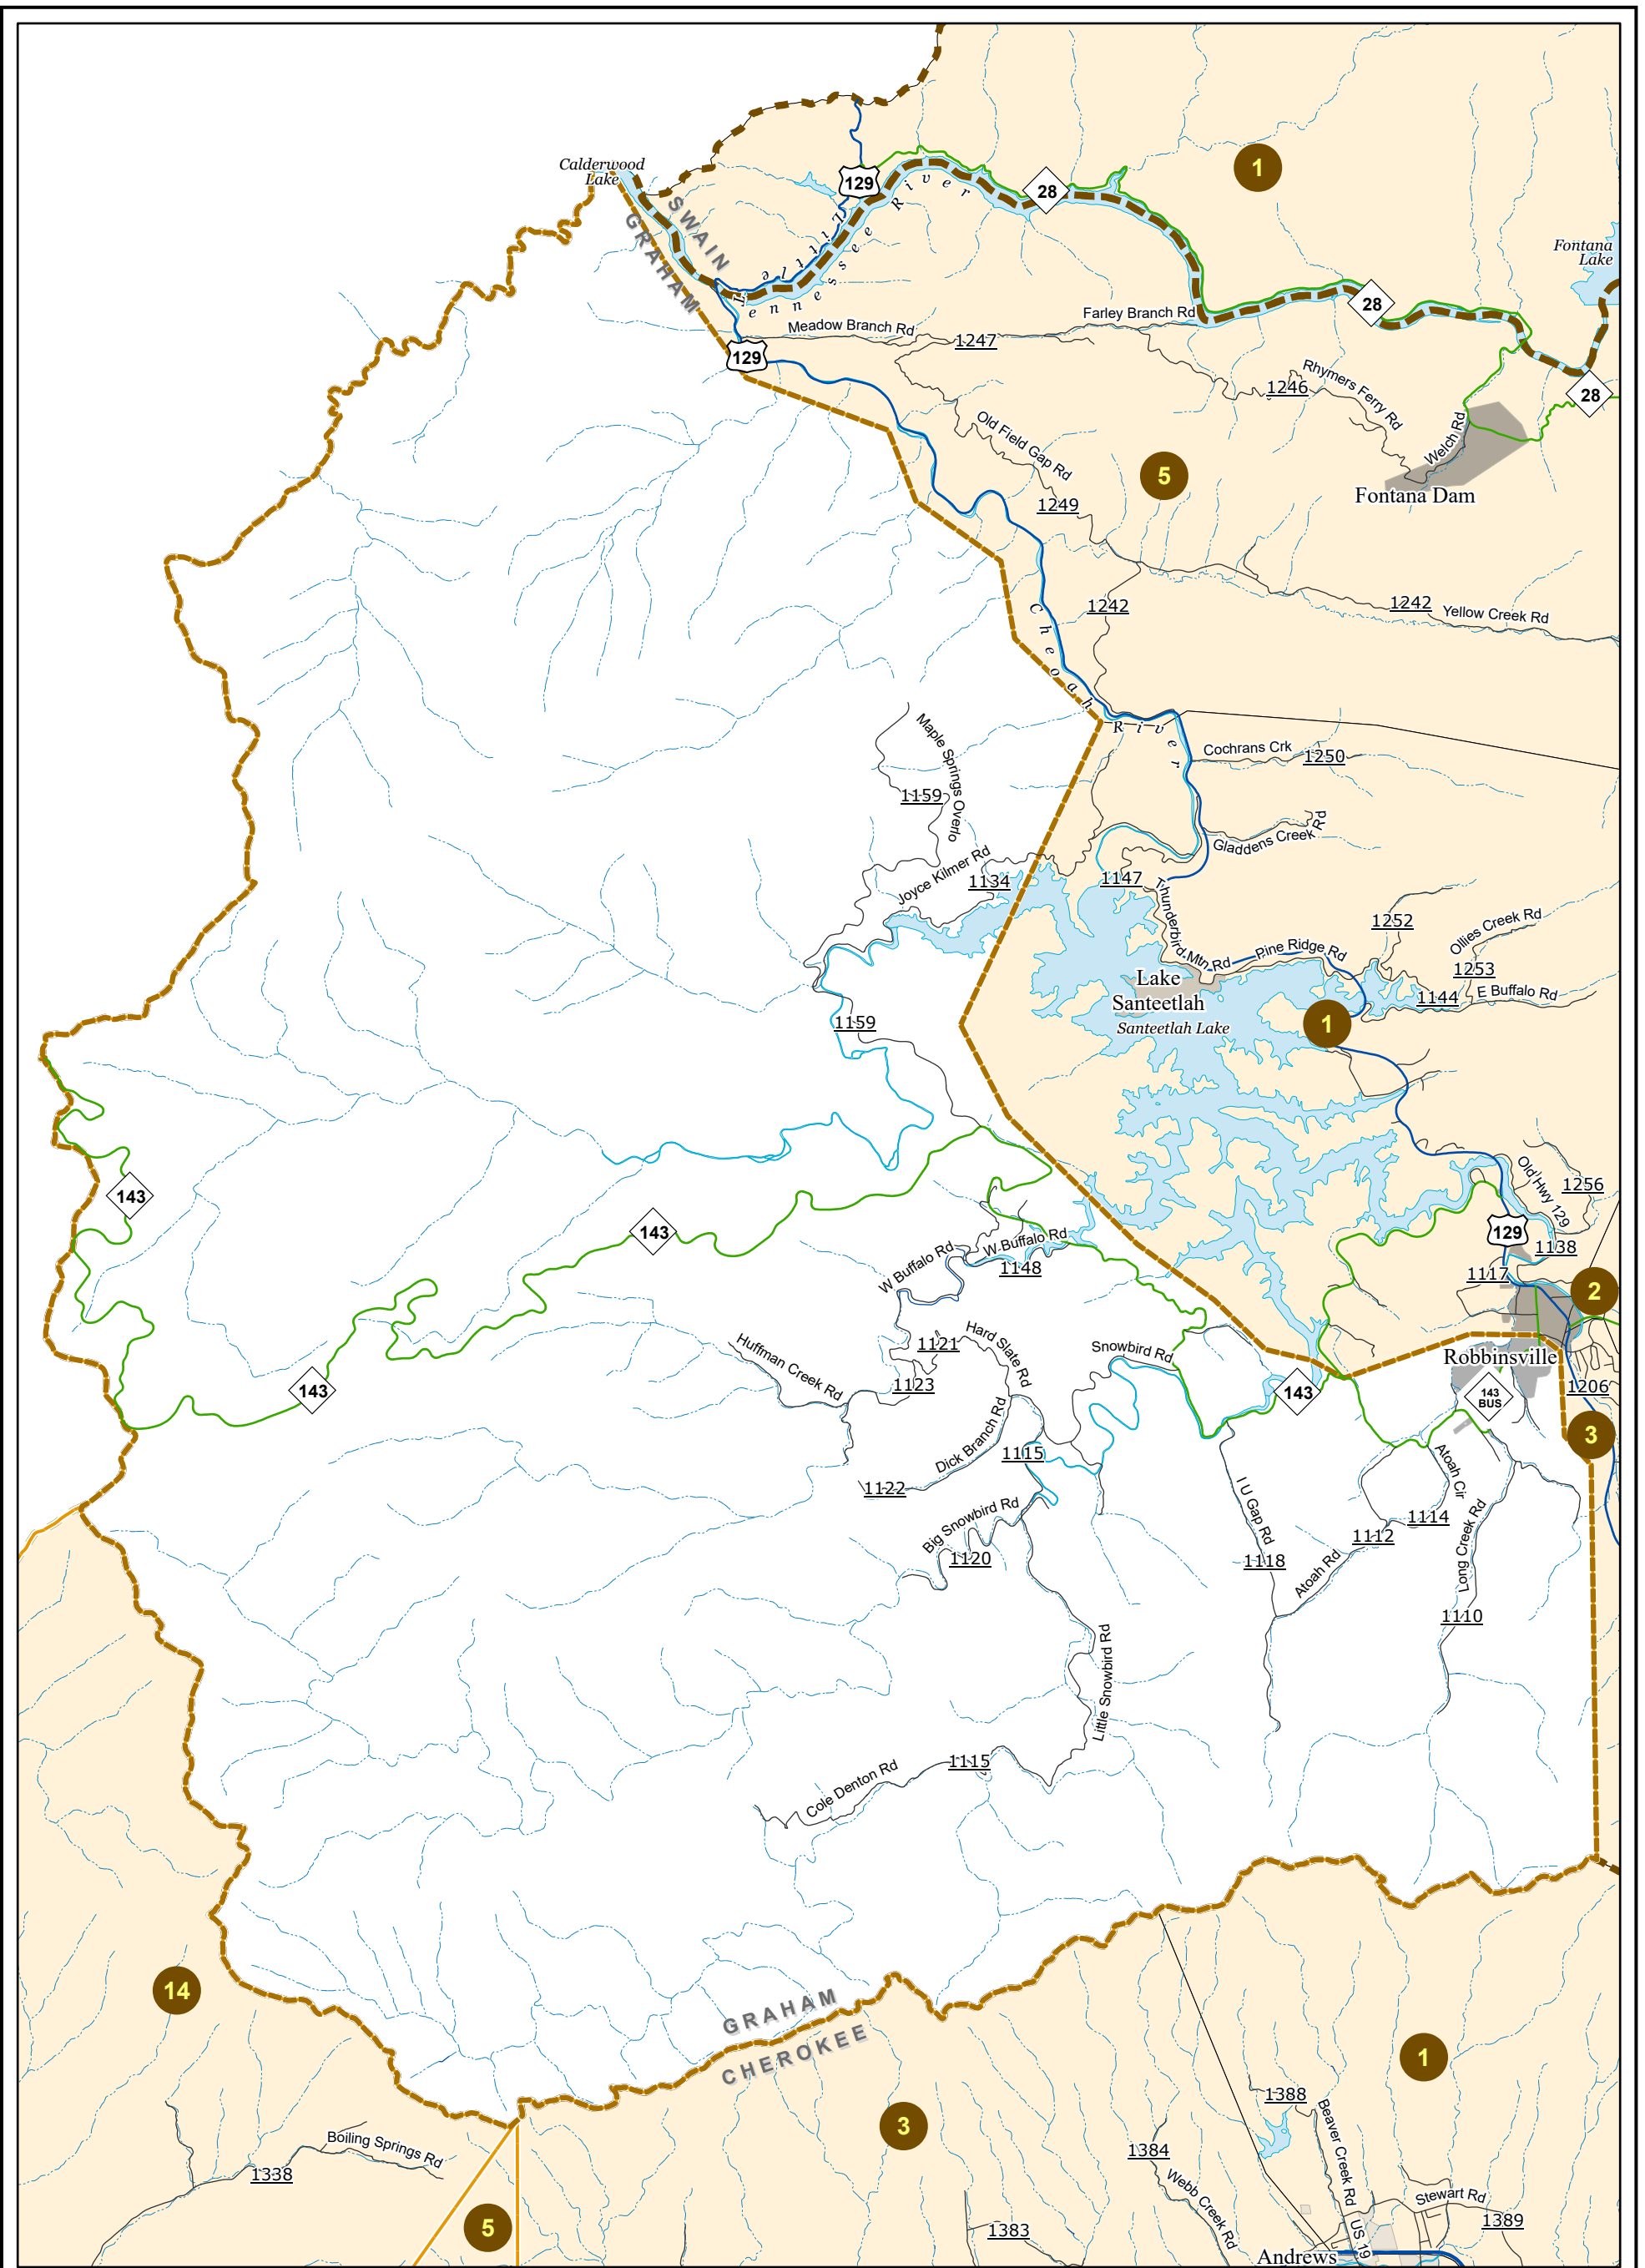 Calderwood
Lake
SWAIN
GRAHAM
129
Little Tennessee River
28
1
28
Fontana
Lake
28
Meadow Branch Rd
1247
Farley Branch Rd
129
1246
Rhymers Ferry Rd
Welch Rd
Fontana Dam
Old Field Gap Rd
1249
5
1242
1242
Yellow Creek Rd
Cheoah River
Maple Springs Overlo
1159
Cochrans Crk
1250
Gladdens Creek Rd
Joyce Kilmer Rd
1134
1147
Thunderbird Mtn Rd
Pine Ridge Rd
1252
Ollies Creek Rd
1253
1144
E Buffalo Rd
Lake
Santeetlah
Santeetlah Lake
1
1159
143
143
Old Hwy 129
1256
129
1138
1117
2
W Buffalo Rd
W Buffalo Rd
1148
Huffman Creek Rd
1121
Hard Slate Rd
1123
Snowbird Rd
143
143
Robbinsville
143
BUS
1206
3
Dick Branch Rd
1115
1122
Big Snowbird Rd
1120
I U Gap Rd
1118
Atoah Cir
1114
1112
Atoah Rd
Long Creek Rd
1110
Little Snowbird Rd
1115
Cole Denton Rd
14
GRAHAM
CHEROKEE
1
3
1388
Beaver Creek Rd
Boiling Springs Rd
1338
1384
Webb Creek Rd
Stewart Rd
1389
5
1383
US 19
Andrews